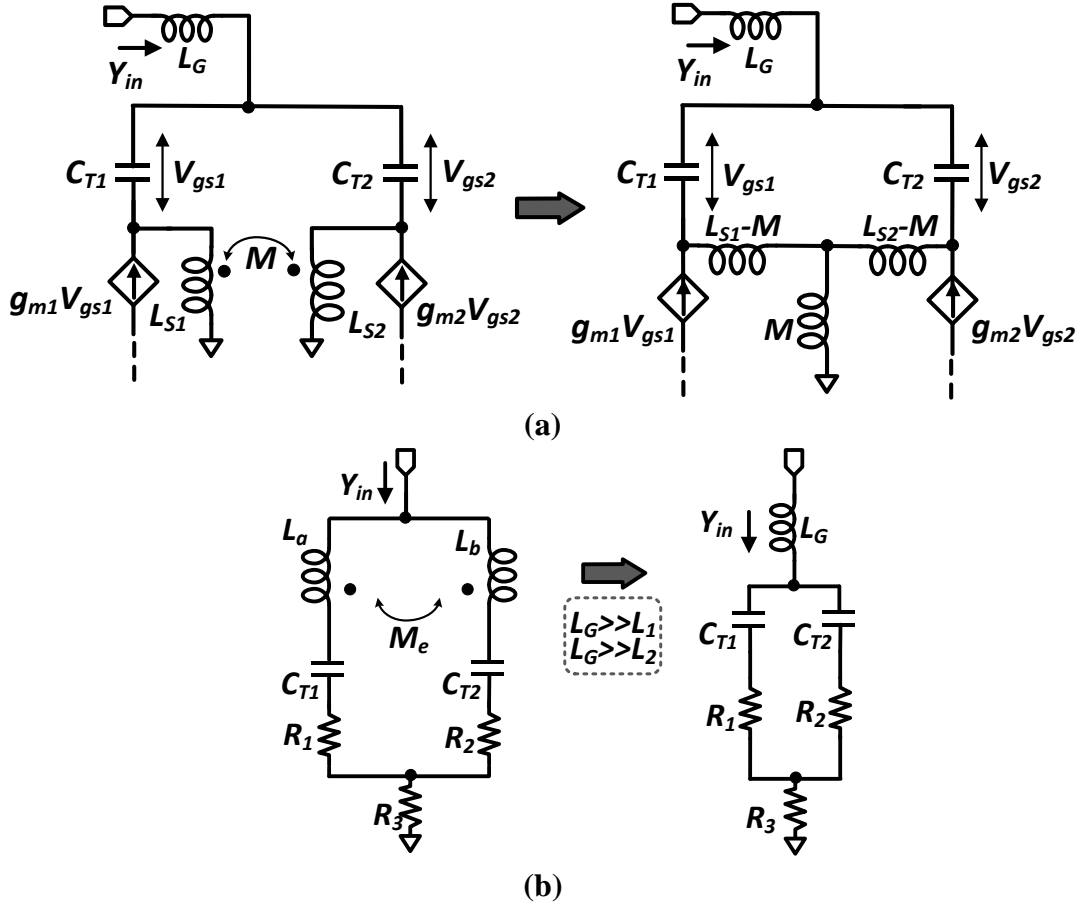 Y_in
L_G
C_T1
V_gs1
C_T2
V_gs2
M
g_m1V_gs1
L_S1
L_S2
g_m2V_gs2
Y_in
L_G
C_T1
V_gs1
C_T2
V_gs2
L_S1-M
L_S2-M
g_m1V_gs1
M
g_m2V_gs2
(a)
Y_in
L_a
L_b
M_e
C_T1
C_T2
R_1
R_2
R_3
L_G>>L_1
L_G>>L_2
Y_in
L_G
C_T1
C_T2
R_1
R_2
R_3
(b)